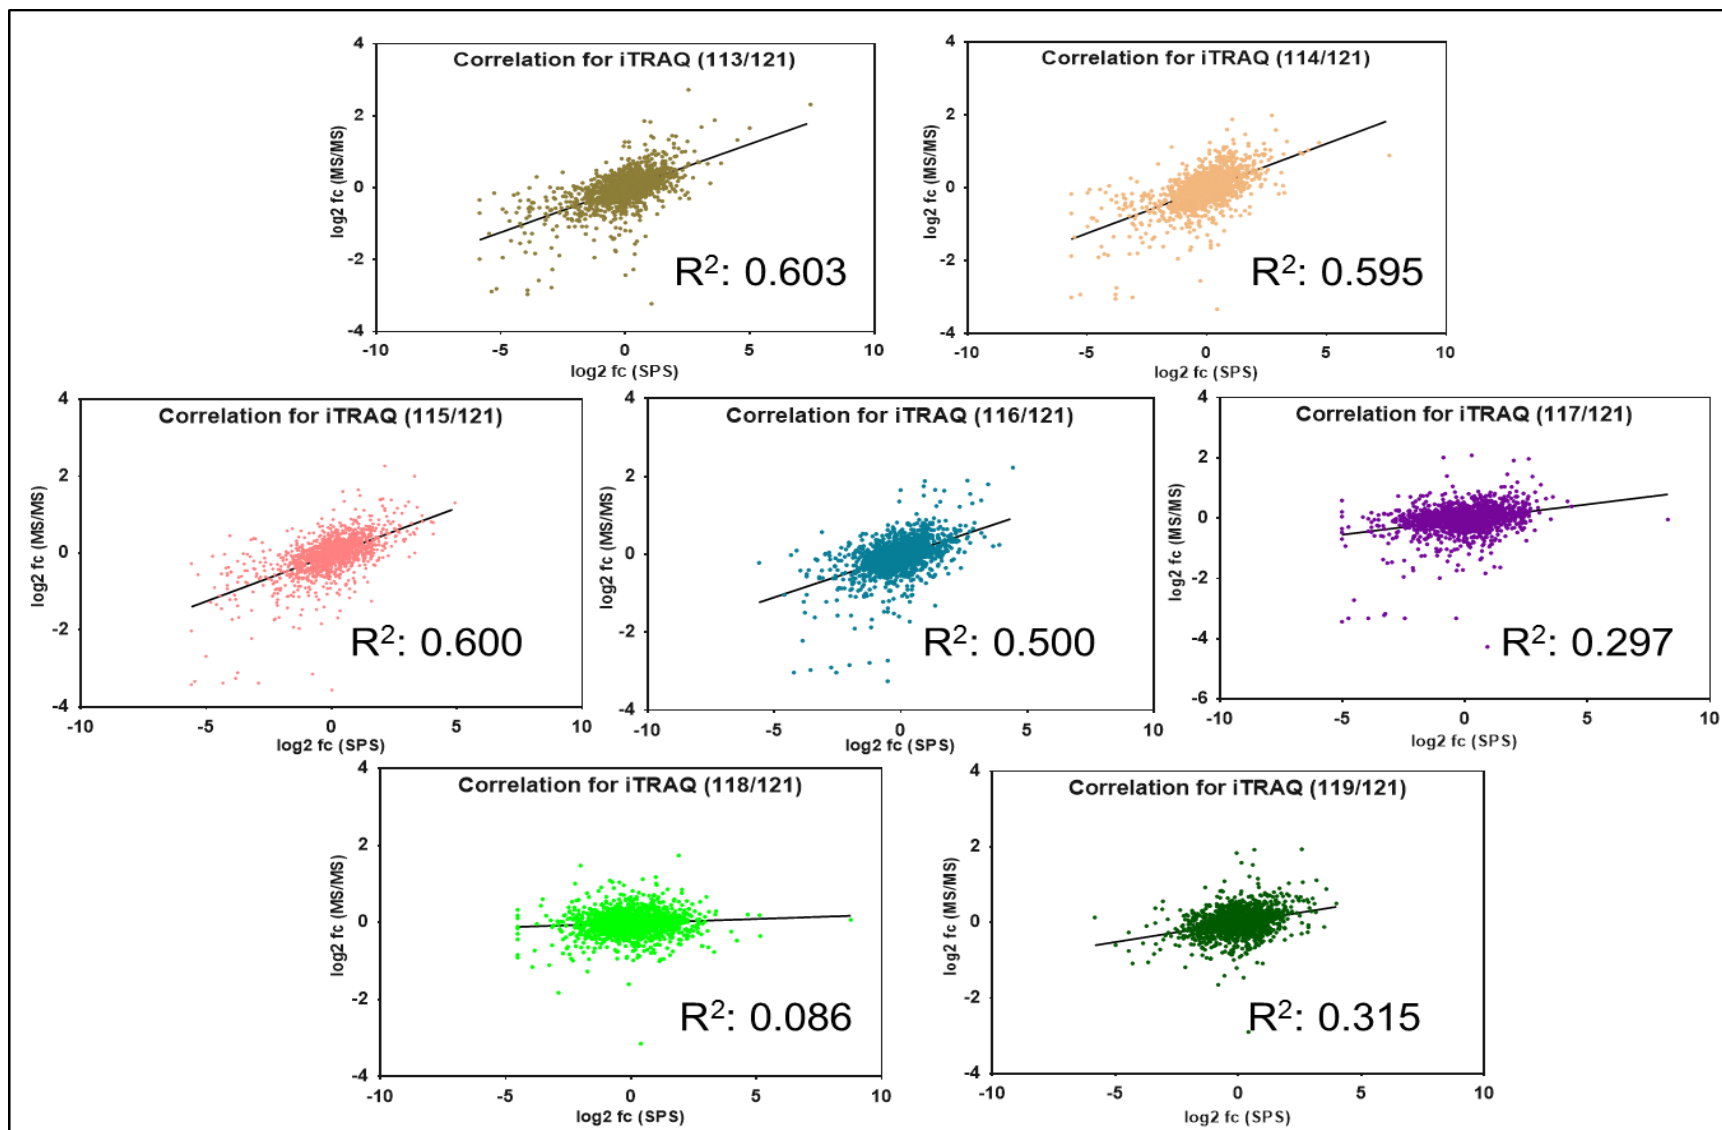 Correlation for iTRAQ (113/121)
4
2
0
-2
-4
log2 fc (MS/MS)
R²: 0.603
-10 -5 0 5 10
log2 fc (SPS)
Correlation for iTRAQ (114/121)
4
2
0
-2
-4
log2 fc (MS/MS)
R²: 0.595
-10 -5 0 5 10
log2 fc (SPS)
Correlation for iTRAQ (115/121)
4
2
0
-2
-4
log2 fc (MS/MS)
R²: 0.600
-10 -5 0 5 10
log2 fc (SPS)
Correlation for iTRAQ (116/121)
4
2
0
-2
-4
log2 fc (MS/MS)
R²: 0.500
-10 -5 0 5 10
log2 fc (SPS)
Correlation for iTRAQ (117/121)
4
2
0
-2
-4
-6
log2 fc (MS/MS)
R²: 0.297
-10 -5 0 5 10
log2 fc (SPS)
Correlation for iTRAQ (118/121)
4
2
0
-2
-4
log2 fc (MS/MS)
R²: 0.086
-10 -5 0 5 10
log2 fc (SPS)
Correlation for iTRAQ (119/121)
4
2
0
-2
-4
log2 fc (MS/MS)
R²: 0.315
-10 -5 0 5 10
log2 fc (SPS)